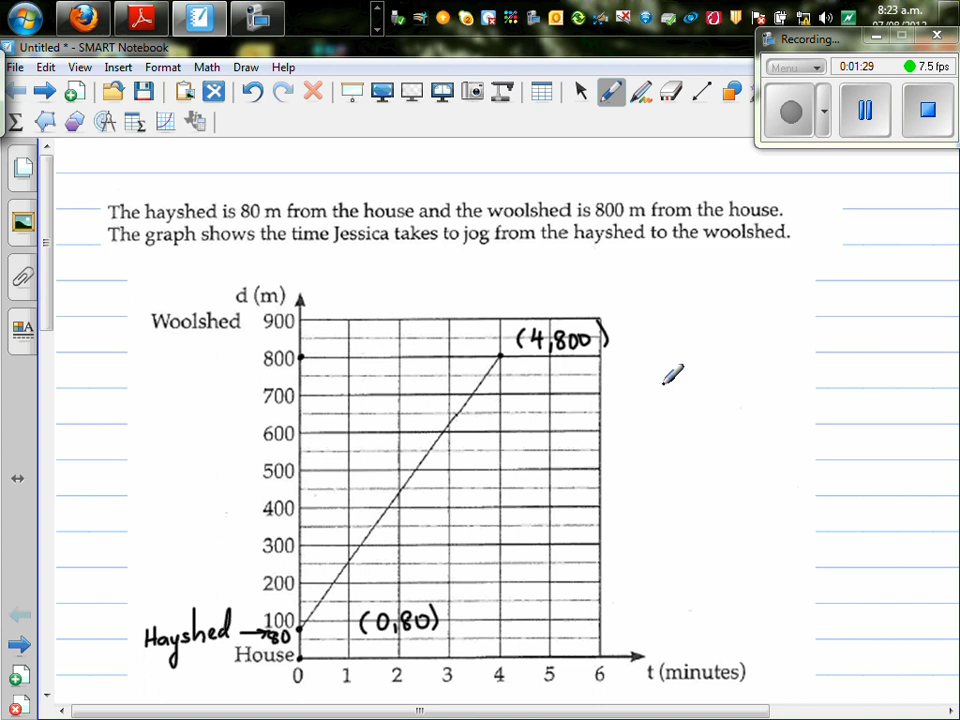 8:23 a.m.
07/08/2012
Untitled * - SMART Notebook
Recording...
File Edit View Insert Format Math Draw Help
Menu 0:01:29 7.5 fps
The hayshed is 80 m from the house and the woolshed is 800 m from the house.
The graph shows the time Jessica takes to jog from the hayshed to the woolshed.
d (m)
Woolshed 900
(4,800)
800
700
600
500
400
300
200
100
(0,80)
Hayshed → 80
House
0 1 2 3 4 5 6 t (minutes)